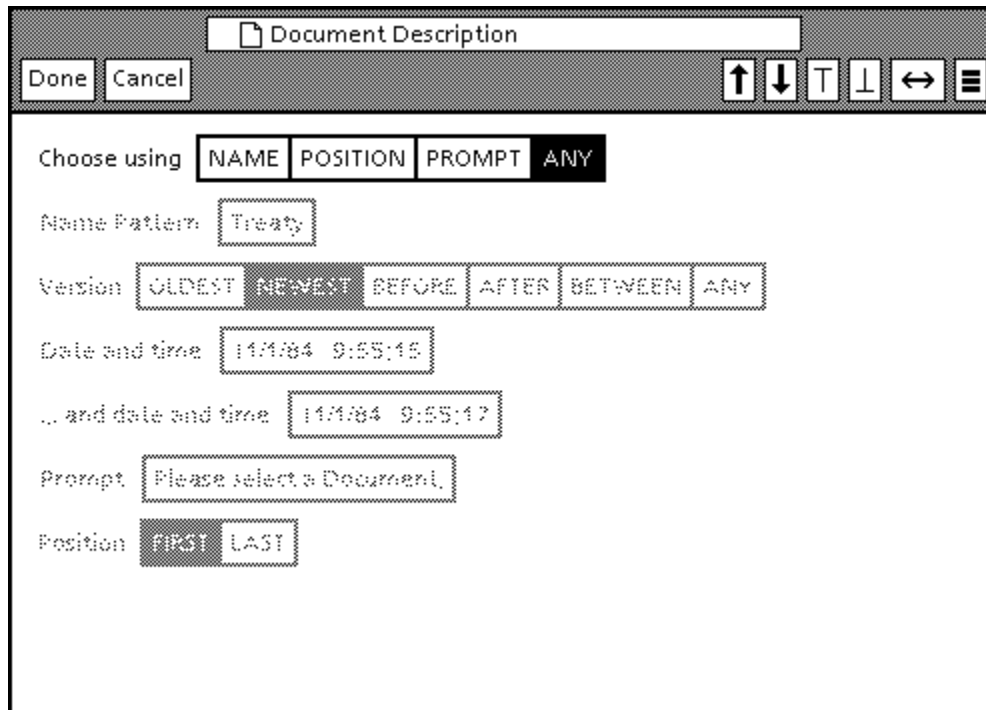 Document Description
Done Cancel
Choose using NAME POSITION PROMPT ANY
Name Pattern Treaty
Version OLDEST NEWEST BEFORE AFTER BETWEEN ANY
Date and time 11/1/84 9:55:15
... and date and time 11/1/84 9:55:17
Prompt Please select a Document.
Position FIRST LAST